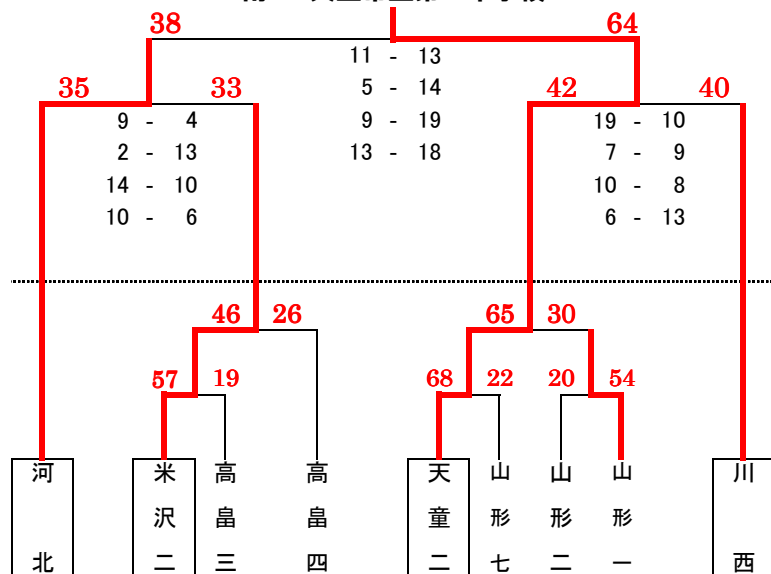 38 64
11 - 13
5 - 14
9 - 19
13 - 18
35 33
9 - 4
2 - 13
14 - 10
10 - 6
42 40
19 - 10
7 - 9
10 - 8
6 - 13
46 26
65 30
57 19
68 22
20 54
河北
米沢二
高畠三
高畠四
天童二
山形七
山形二
山形一
川西